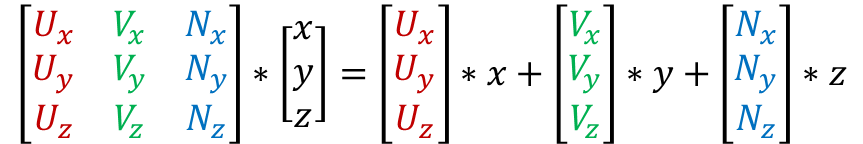 [U_x V_x N_x; U_y V_y N_y; U_z V_z N_z] * [x; y; z] = [U_x; U_y; U_z] * x + [V_x; V_y; V_z] * y + [N_x; N_y; N_z] * z